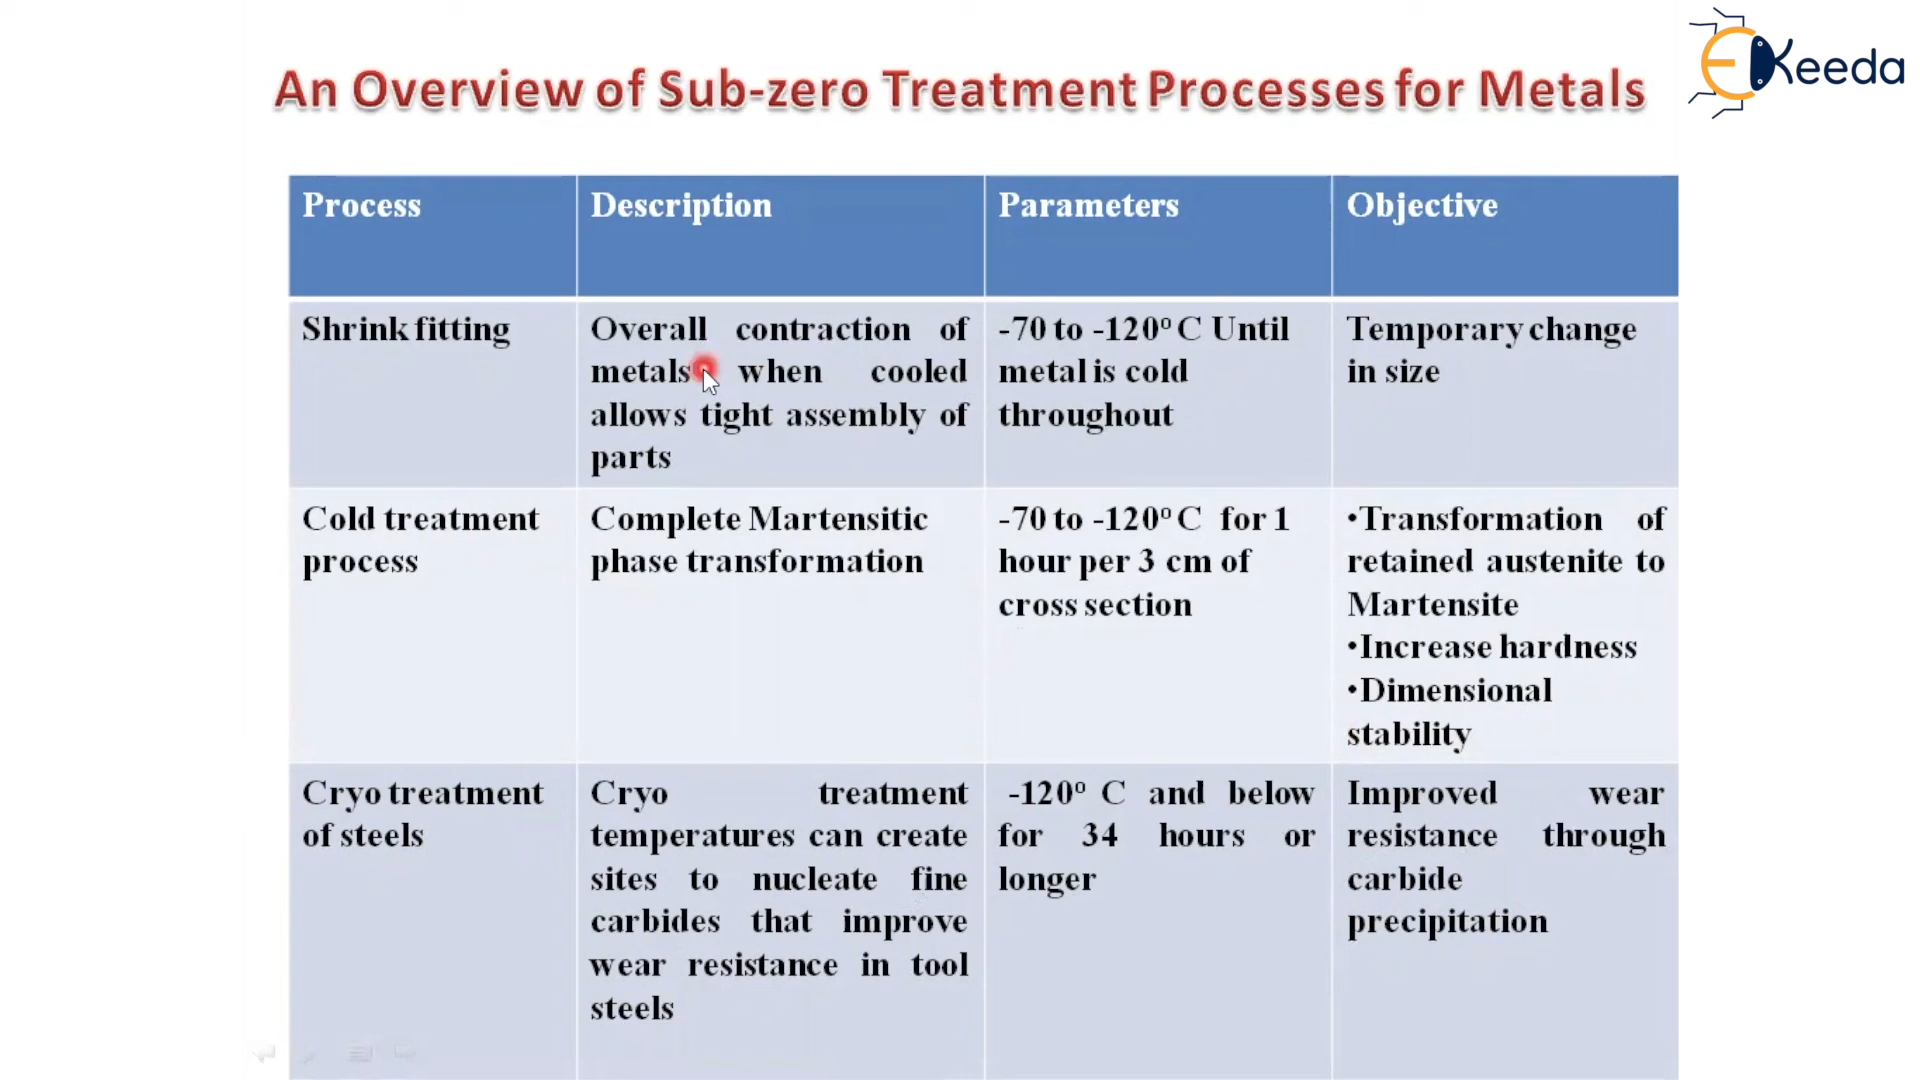 An Overview of Sub-zero Treatment Processes for Metals
EKeeda
Process
Description
Parameters
Objective
Shrink fitting
Overall contraction of
metals when cooled
allows tight assembly of
parts
-70 to -120º C Until
metal is cold
throughout
Temporary change
in size
Cold treatment
process
Complete Martensitic
phase transformation
-70 to -120º C for 1
hour per 3 cm of
cross section
•Transformation of
retained austenite to
Martensite
•Increase hardness
•Dimensional
stability
Cryo treatment
of steels
Cryo treatment
temperatures can create
sites to nucleate fine
carbides that improve
wear resistance in tool
steels
-120º C and below
for 34 hours or
longer
Improved wear
resistance through
carbide
precipitation